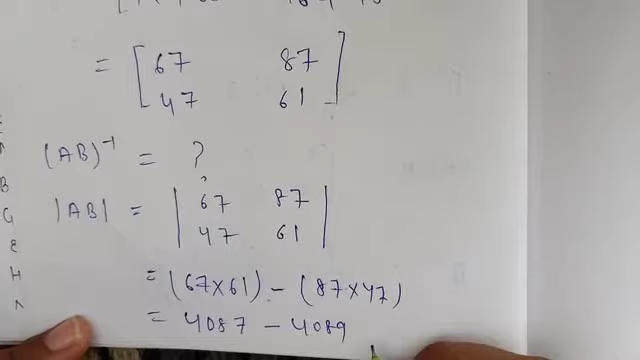 = [ 67 87 ]
[ 47 61 ]
(AB)⁻¹ = ?
|AB| = | 67 87 |
| 47 61 |
= (67×61) - (87×47)
= 4087 - 4089
B
G
E
H